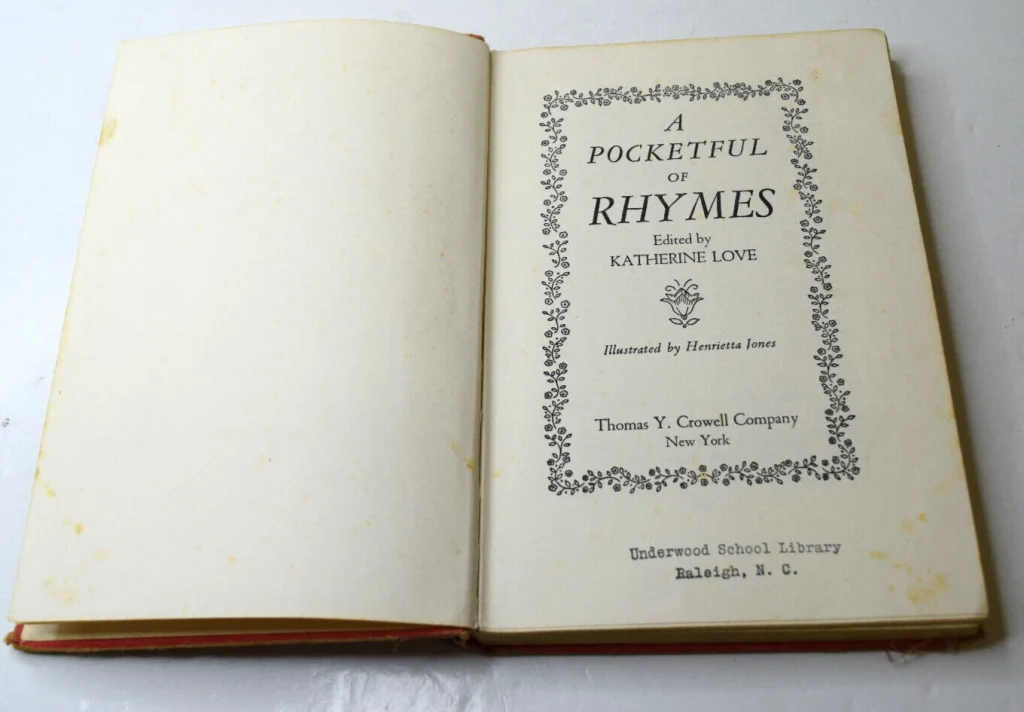 A
POCKETFUL
OF
RHYMES
Edited by
KATHERINE LOVE
Illustrated by Henrietta Jones
Thomas Y. Crowell Company
New York
Underwood School Library
Raleigh, N. C.